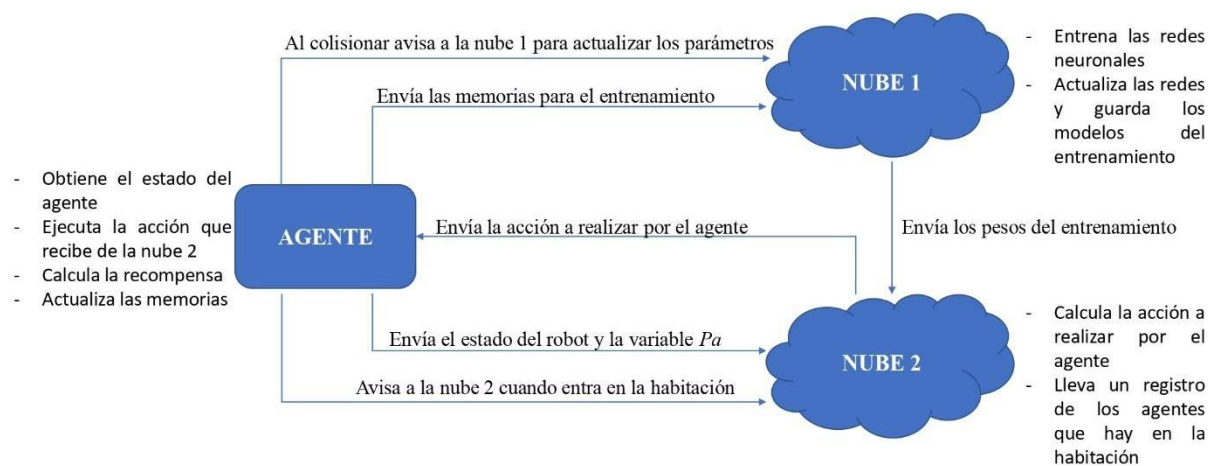 Al colisionar avisa a la nube 1 para actualizar los parámetros
Envía las memorias para el entrenamiento
NUBE 1
- Entrena las redes
neuronales
- Actualiza las redes
y guarda los
modelos del
entrenamiento
- Obtiene el estado del
agente
- Ejecuta la acción que
recibe de la nube 2
- Calcula la recompensa
- Actualiza las memorias
AGENTE
Envía la acción a realizar por el agente
Envía los pesos del entrenamiento
Envía el estado del robot y la variable Pa
Avisa a la nube 2 cuando entra en la habitación
NUBE 2
- Calcula la acción a
realizar por el
agente
- Lleva un registro
de los agentes
que hay en la
habitación